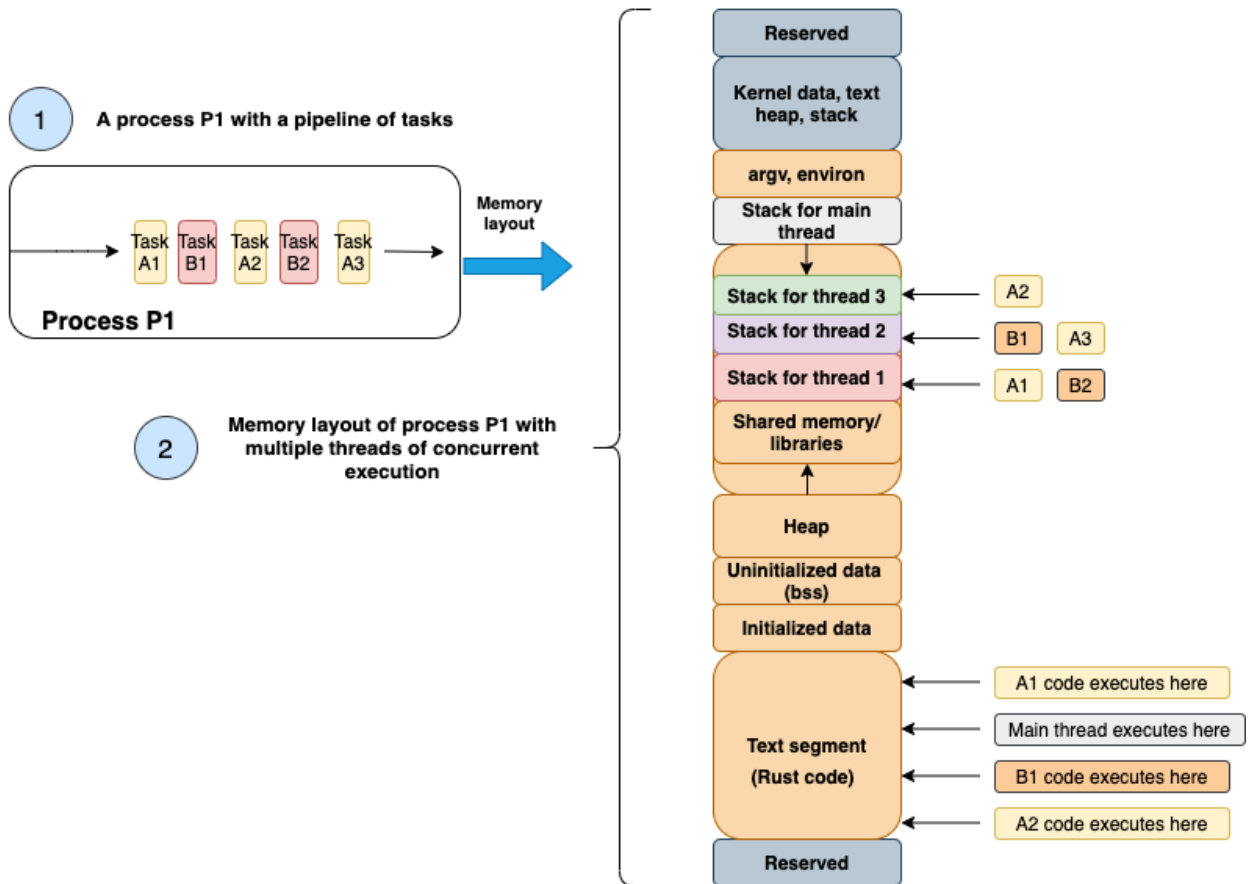 1
A process P1 with a pipeline of tasks
Task
A1
Task
B1
Task
A2
Task
B2
Task
A3
Process P1
Memory
layout
2
Memory layout of process P1 with
multiple threads of concurrent
execution
Reserved
Kernel data, text
heap, stack
argv, environ
Stack for main
thread
Stack for thread 3
A2
Stack for thread 2
B1
A3
Stack for thread 1
A1
B2
Shared memory/
libraries
Heap
Uninitialized data
(bss)
Initialized data
Text segment
(Rust code)
A1 code executes here
Main thread executes here
B1 code executes here
A2 code executes here
Reserved